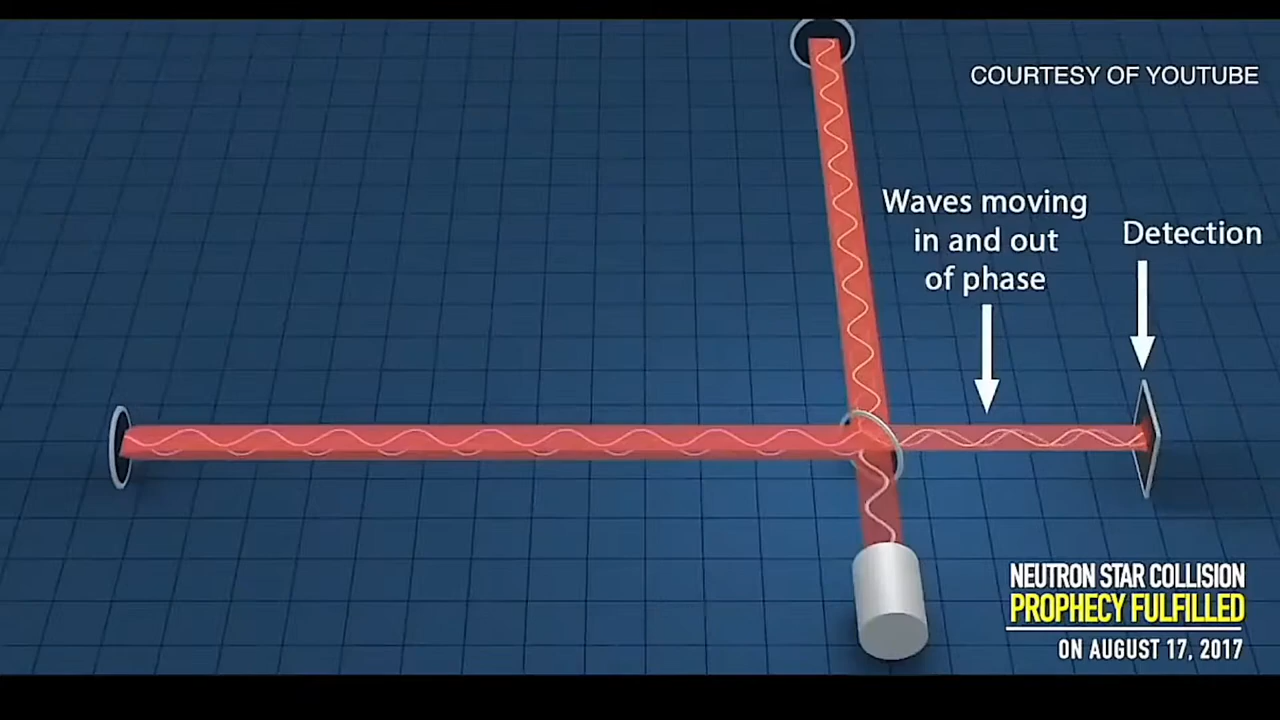 COURTESY OF YOUTUBE
Waves moving
in and out
of phase
Detection
NEUTRON STAR COLLISION
PROPHECY FULFILLED
ON AUGUST 17, 2017